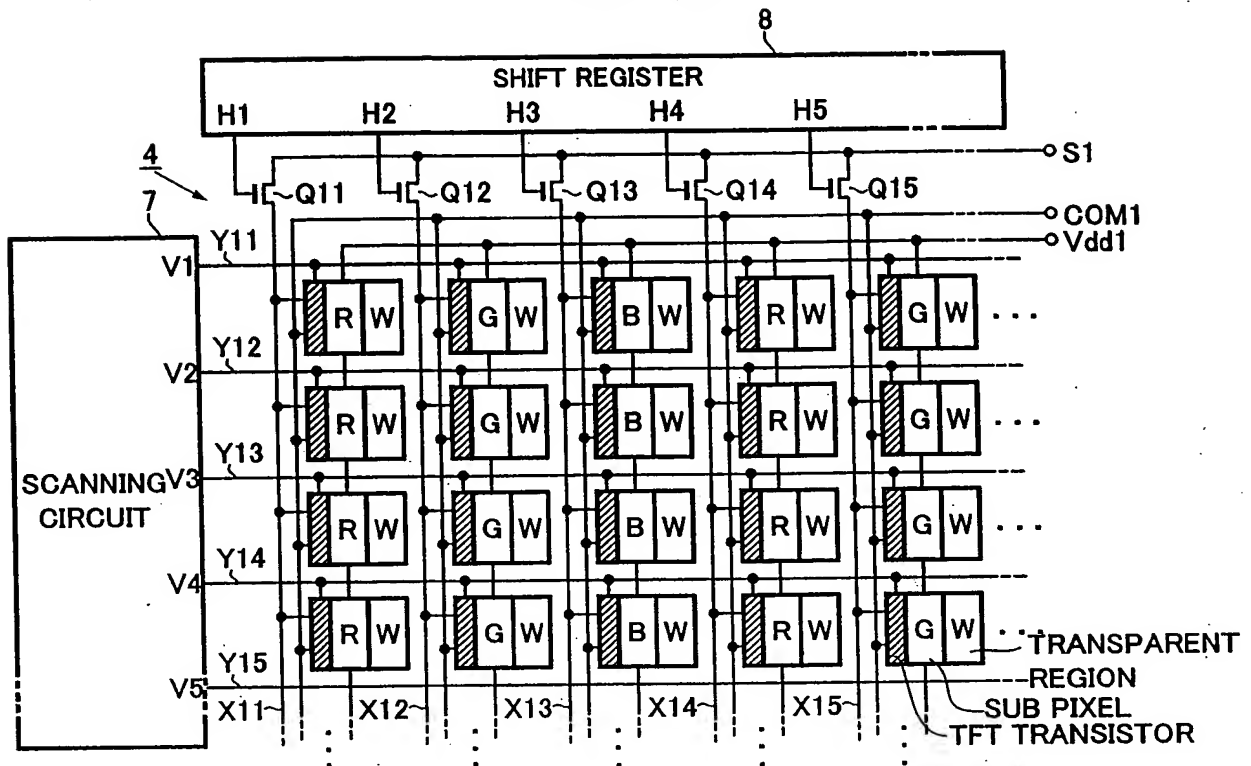 8
SHIFT REGISTER
H1 H2 H3 H4 H5
S1
4
Q11 Q12 Q13 Q14 Q15
7
COM1
Y11
Vdd1
V1
R W G W B W R W G W ...
Y12
V2
R W G W B W R W G W ...
Y13
SCANNING
CIRCUIT
V3
R W G W B W R W G W ...
Y14
V4
R W G W B W R W G W ...
TRANSPARENT
REGION
Y15
V5
X11 X12 X13 X14 X15
SUB PIXEL
TFT TRANSISTOR